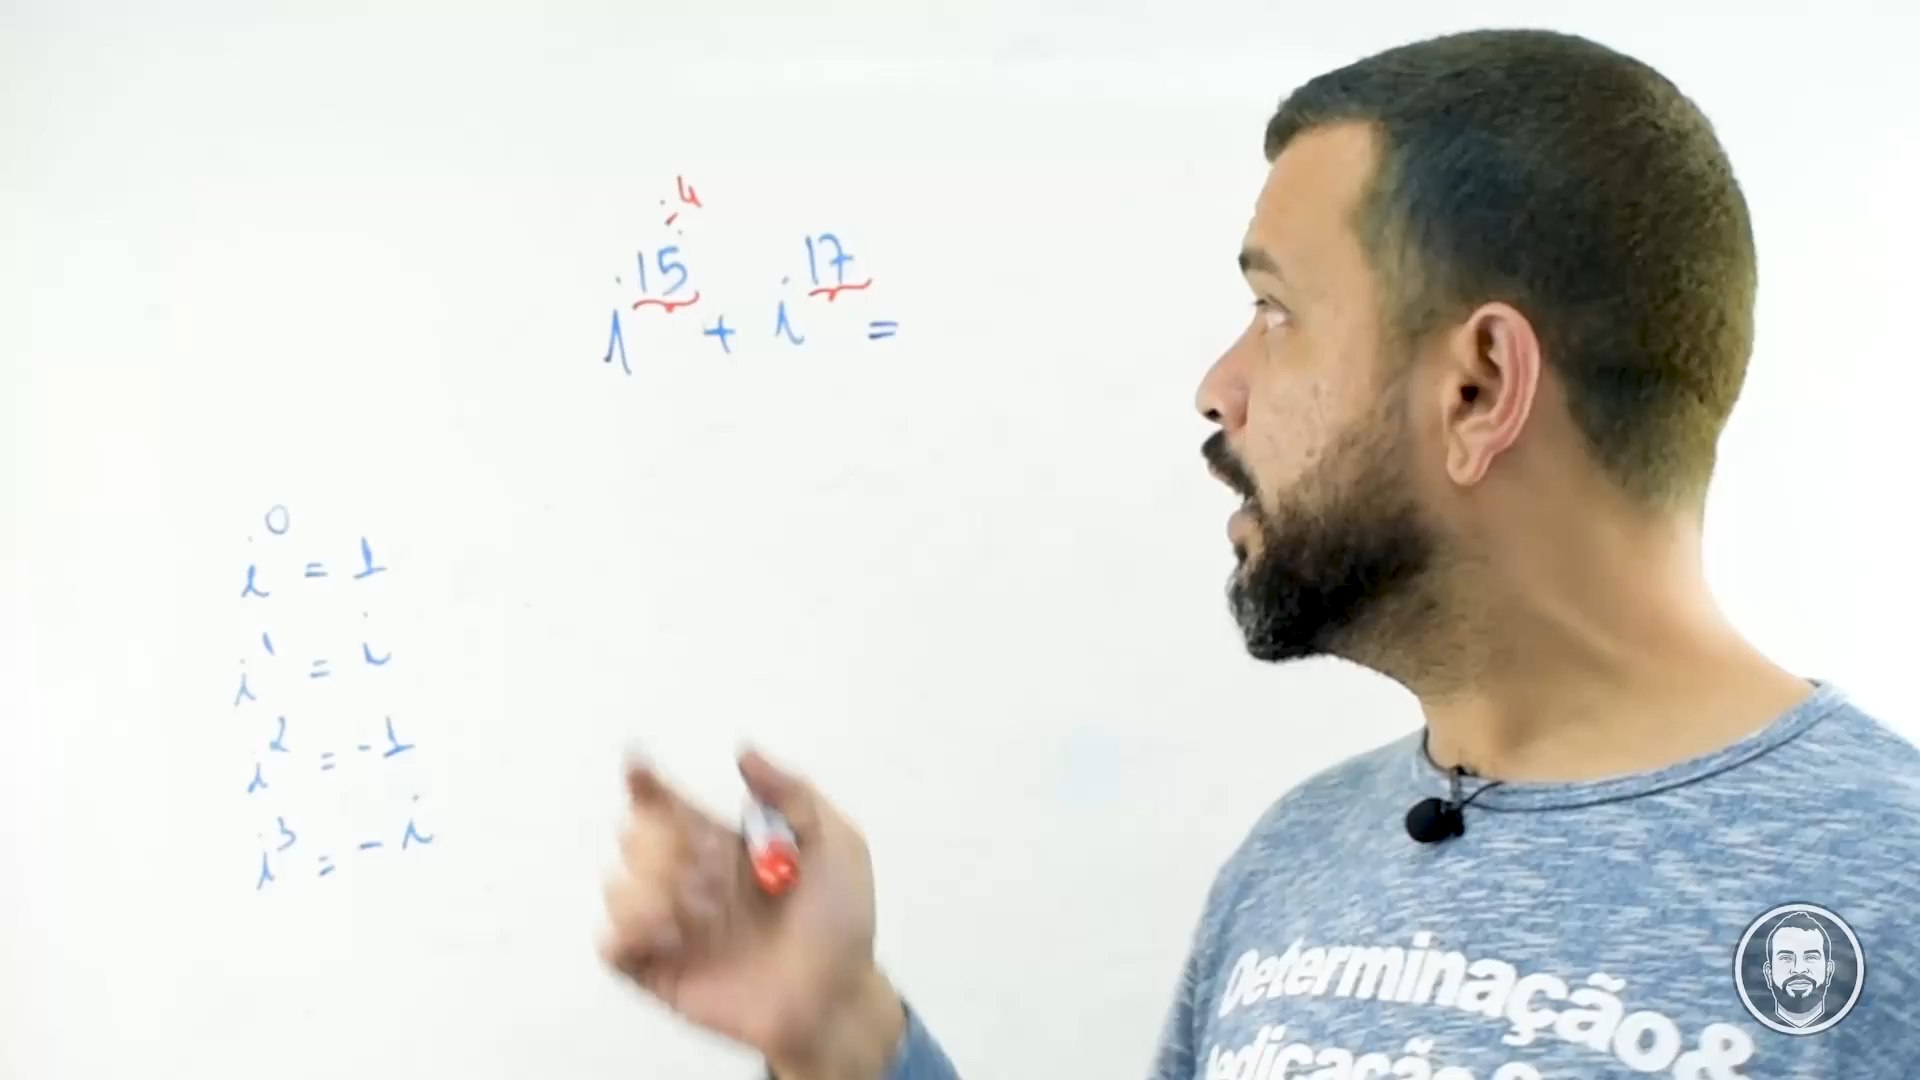 ÷4
i^15 + i^17 =
i^0 = 1
i^1 = i
i^2 = -1
i^3 = -i
Determinação &